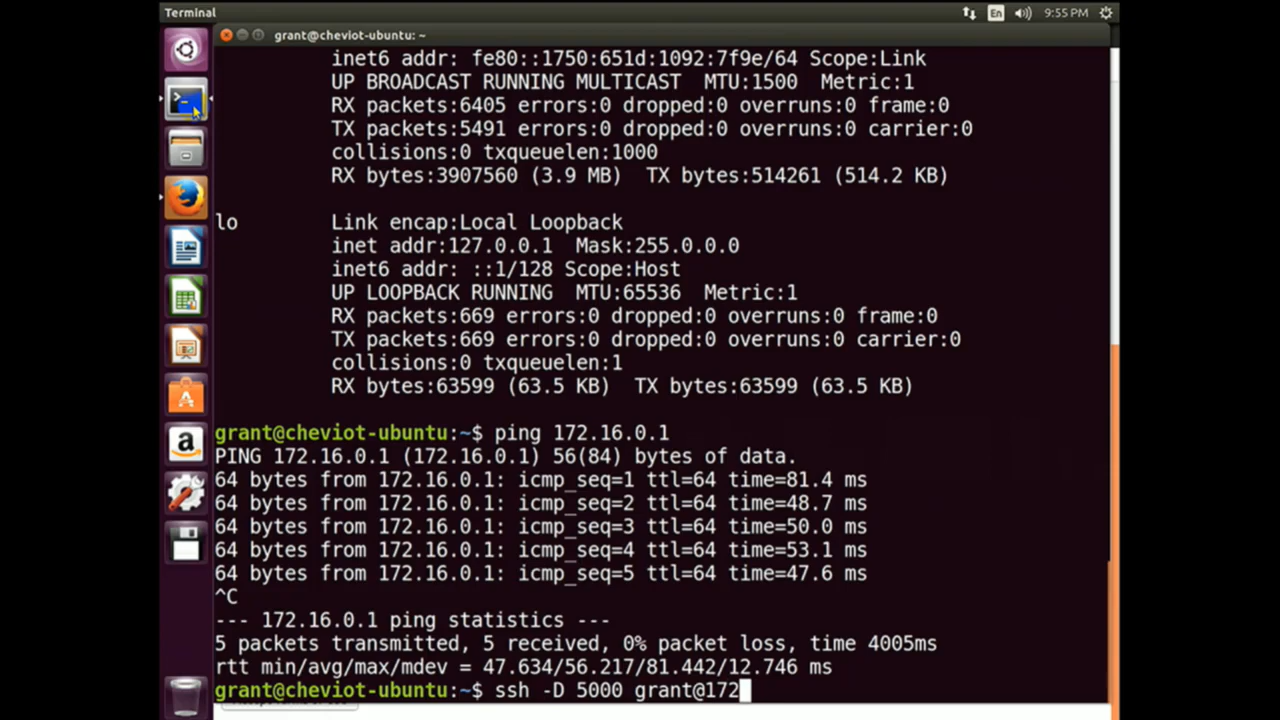 Terminal
En
9:55 PM
grant@cheviot-ubuntu: ~
inet6 addr: fe80::1750:651d:1092:7f9e/64 Scope:Link
UP BROADCAST RUNNING MULTICAST  MTU:1500  Metric:1
RX packets:6405 errors:0 dropped:0 overruns:0 frame:0
TX packets:5491 errors:0 dropped:0 overruns:0 carrier:0
collisions:0 txqueuelen:1000
RX bytes:3907560 (3.9 MB)  TX bytes:514261 (514.2 KB)
lo        Link encap:Local Loopback
inet addr:127.0.0.1  Mask:255.0.0.0
inet6 addr: ::1/128 Scope:Host
UP LOOPBACK RUNNING  MTU:65536  Metric:1
RX packets:669 errors:0 dropped:0 overruns:0 frame:0
TX packets:669 errors:0 dropped:0 overruns:0 carrier:0
collisions:0 txqueuelen:1
RX bytes:63599 (63.5 KB)  TX bytes:63599 (63.5 KB)
grant@cheviot-ubuntu:~$ ping 172.16.0.1
PING 172.16.0.1 (172.16.0.1) 56(84) bytes of data.
64 bytes from 172.16.0.1: icmp_seq=1 ttl=64 time=81.4 ms
64 bytes from 172.16.0.1: icmp_seq=2 ttl=64 time=48.7 ms
64 bytes from 172.16.0.1: icmp_seq=3 ttl=64 time=50.0 ms
64 bytes from 172.16.0.1: icmp_seq=4 ttl=64 time=53.1 ms
64 bytes from 172.16.0.1: icmp_seq=5 ttl=64 time=47.6 ms
^C
--- 172.16.0.1 ping statistics ---
5 packets transmitted, 5 received, 0% packet loss, time 4005ms
rtt min/avg/max/mdev = 47.634/56.217/81.442/12.746 ms
grant@cheviot-ubuntu:~$ ssh -D 5000 grant@172